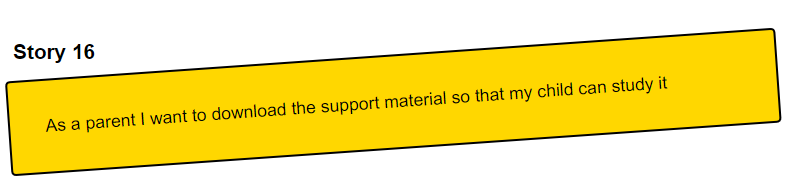 Story 16
As a parent I want to download the support material so that my child can study it